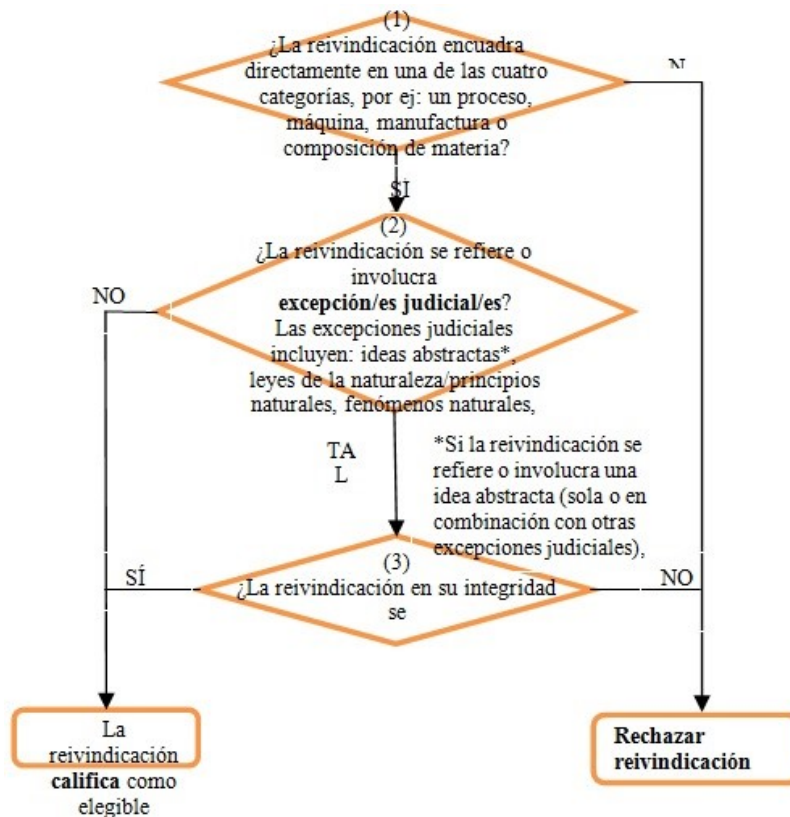 (1)
¿La reivindicación encuadra
directamente en una de las cuatro
categorías, por ej: un proceso,
máquina, manufactura o
composición de materia?
N
SI
(2)
¿La reivindicación se refiere o
involucra
excepción/es judicial/es?
Las excepciones judiciales
incluyen: ideas abstractas*,
leyes de la naturaleza/principios
naturales, fenómenos naturales,
NO
TA
L
*Si la reivindicación se
refiere o involucra una
idea abstracta (sola o en
combinación con otras
excepciones judiciales),
(3)
¿La reivindicación en su integridad
se
SÍ
NO
La
reivindicación
califica como
elegible
Rechazar
reivindicación